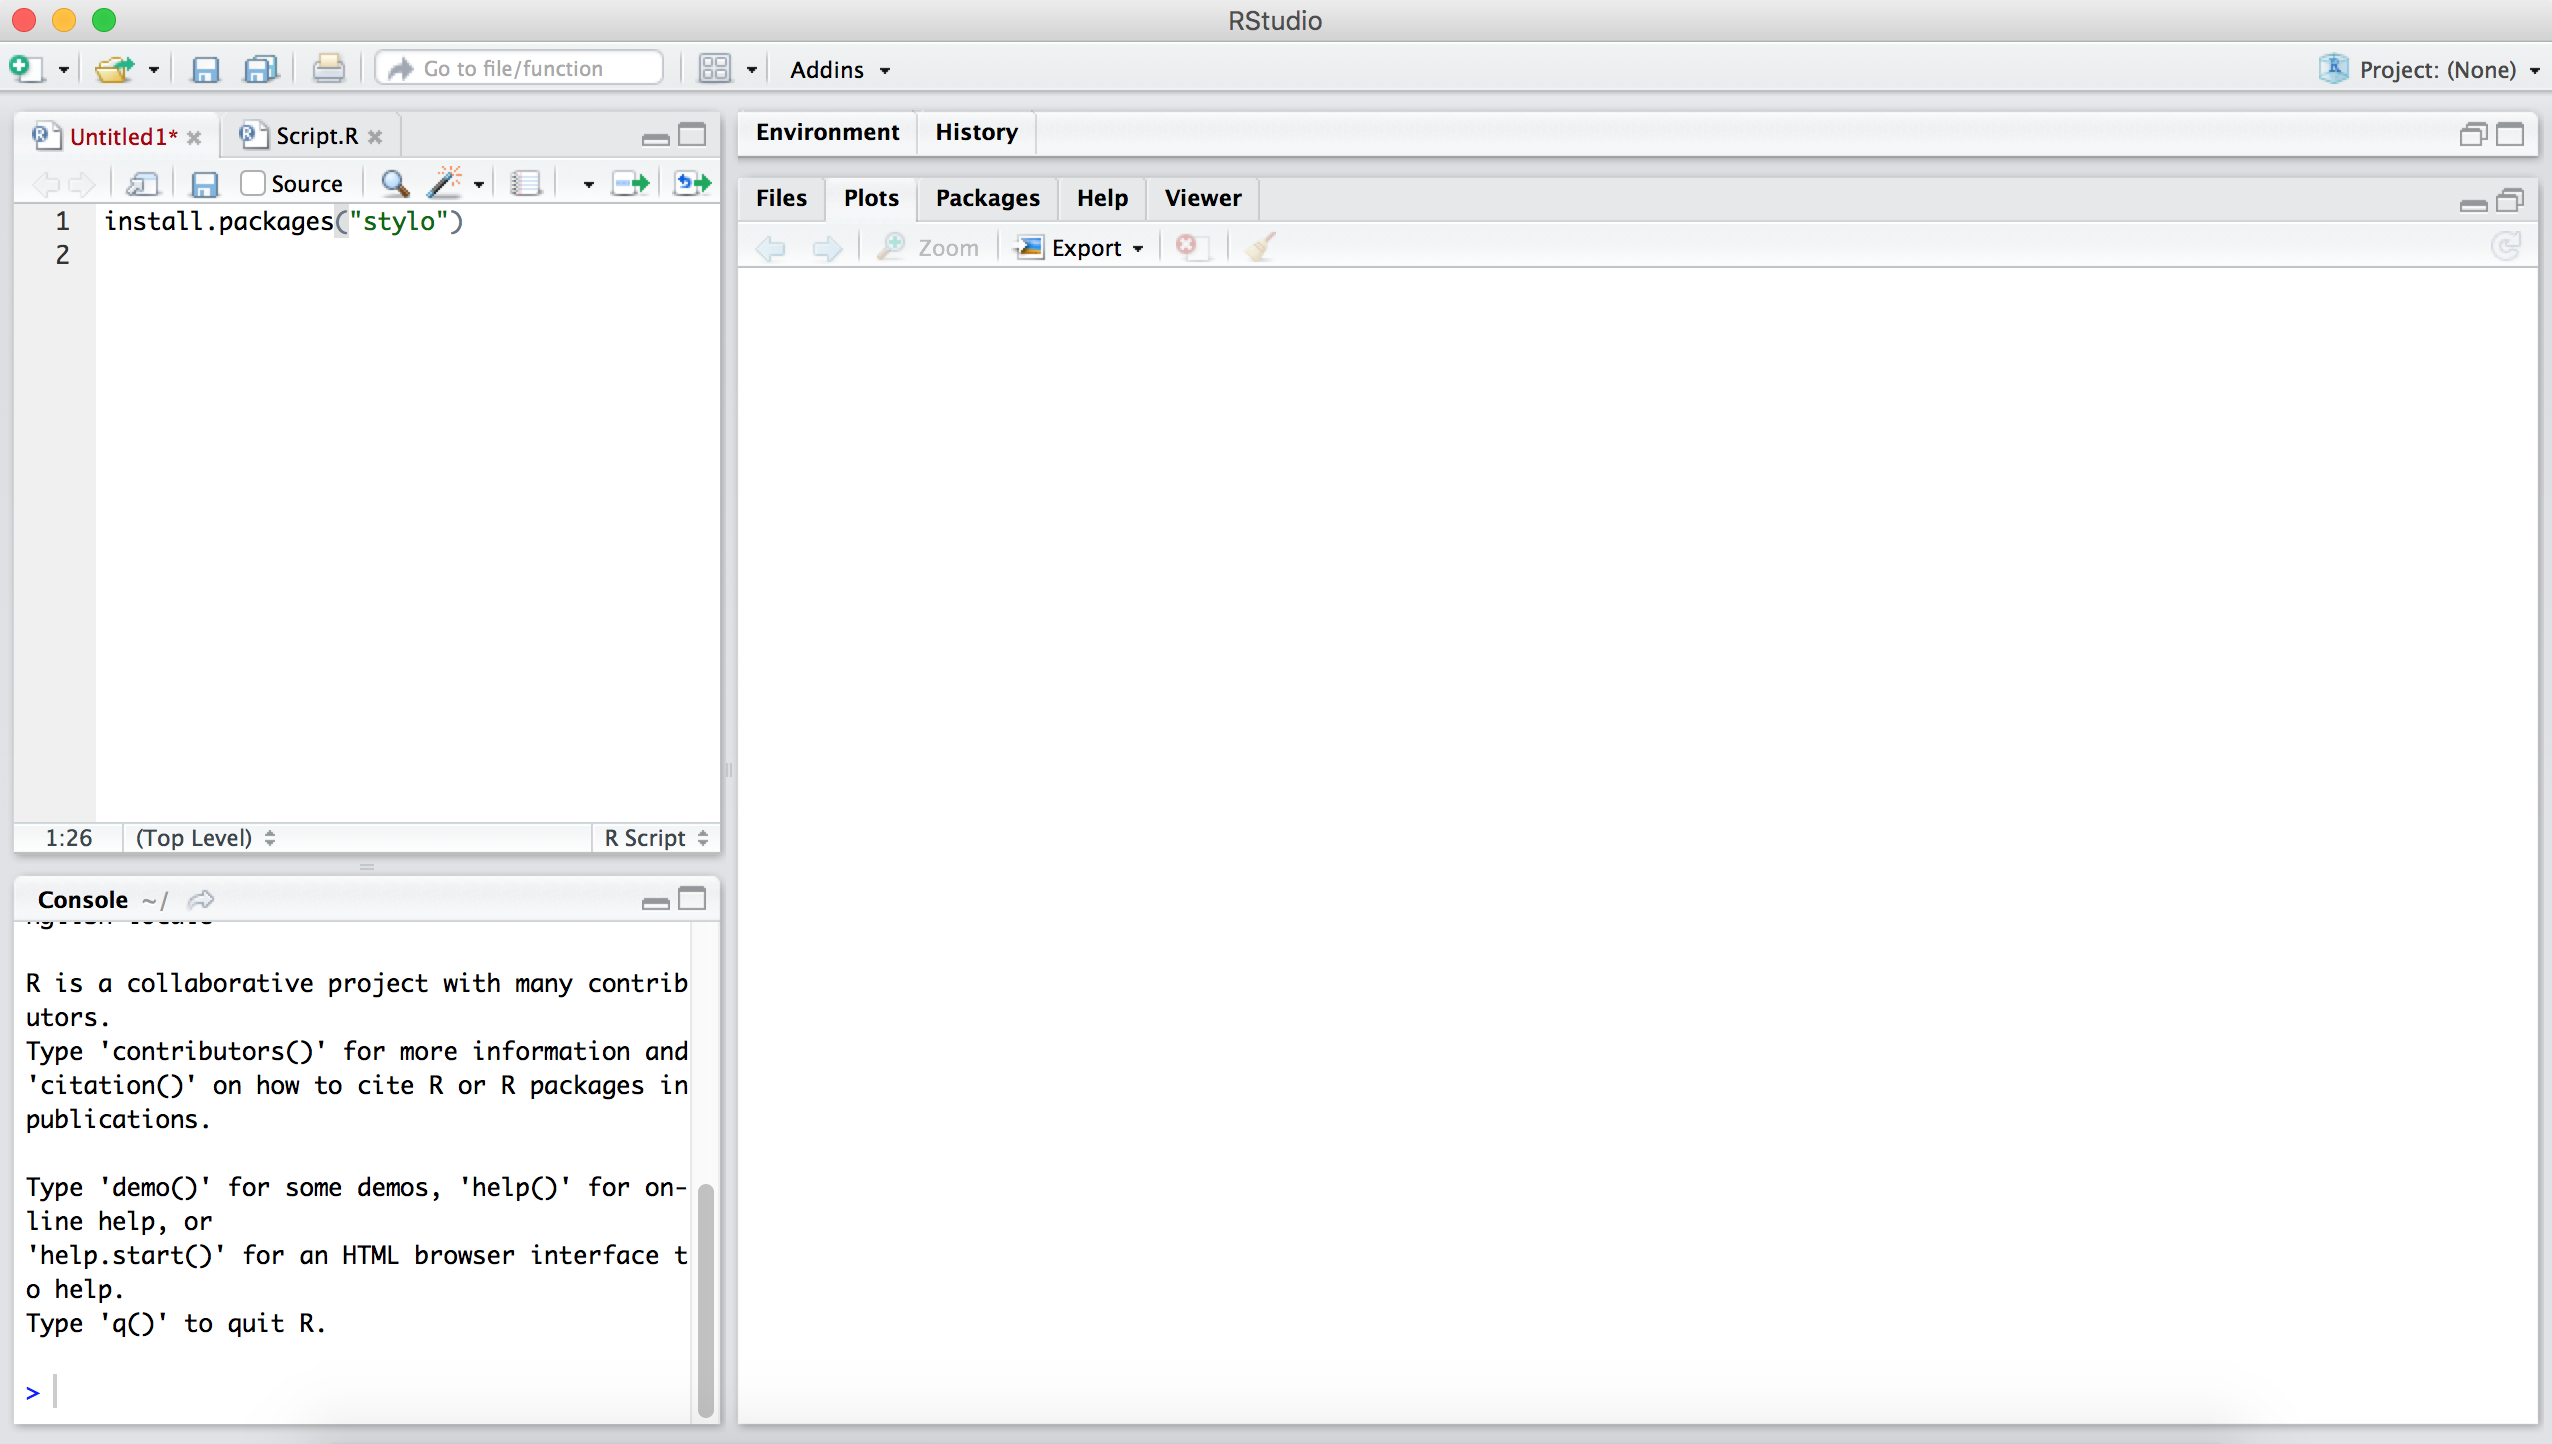 RStudio
Go to file/function
Addins
Project: (None)
Untitled1*
Script.R
Source
1 install.packages("stylo")
2
1:26 (Top Level) R Script
Console ~/
R is a collaborative project with many contrib
utors.
Type 'contributors()' for more information and
'citation()' on how to cite R or R packages in
publications.
Type 'demo()' for some demos, 'help()' for on-
line help, or
'help.start()' for an HTML browser interface t
o help.
Type 'q()' to quit R.
>
Environment History
Files Plots Packages Help Viewer
Zoom Export